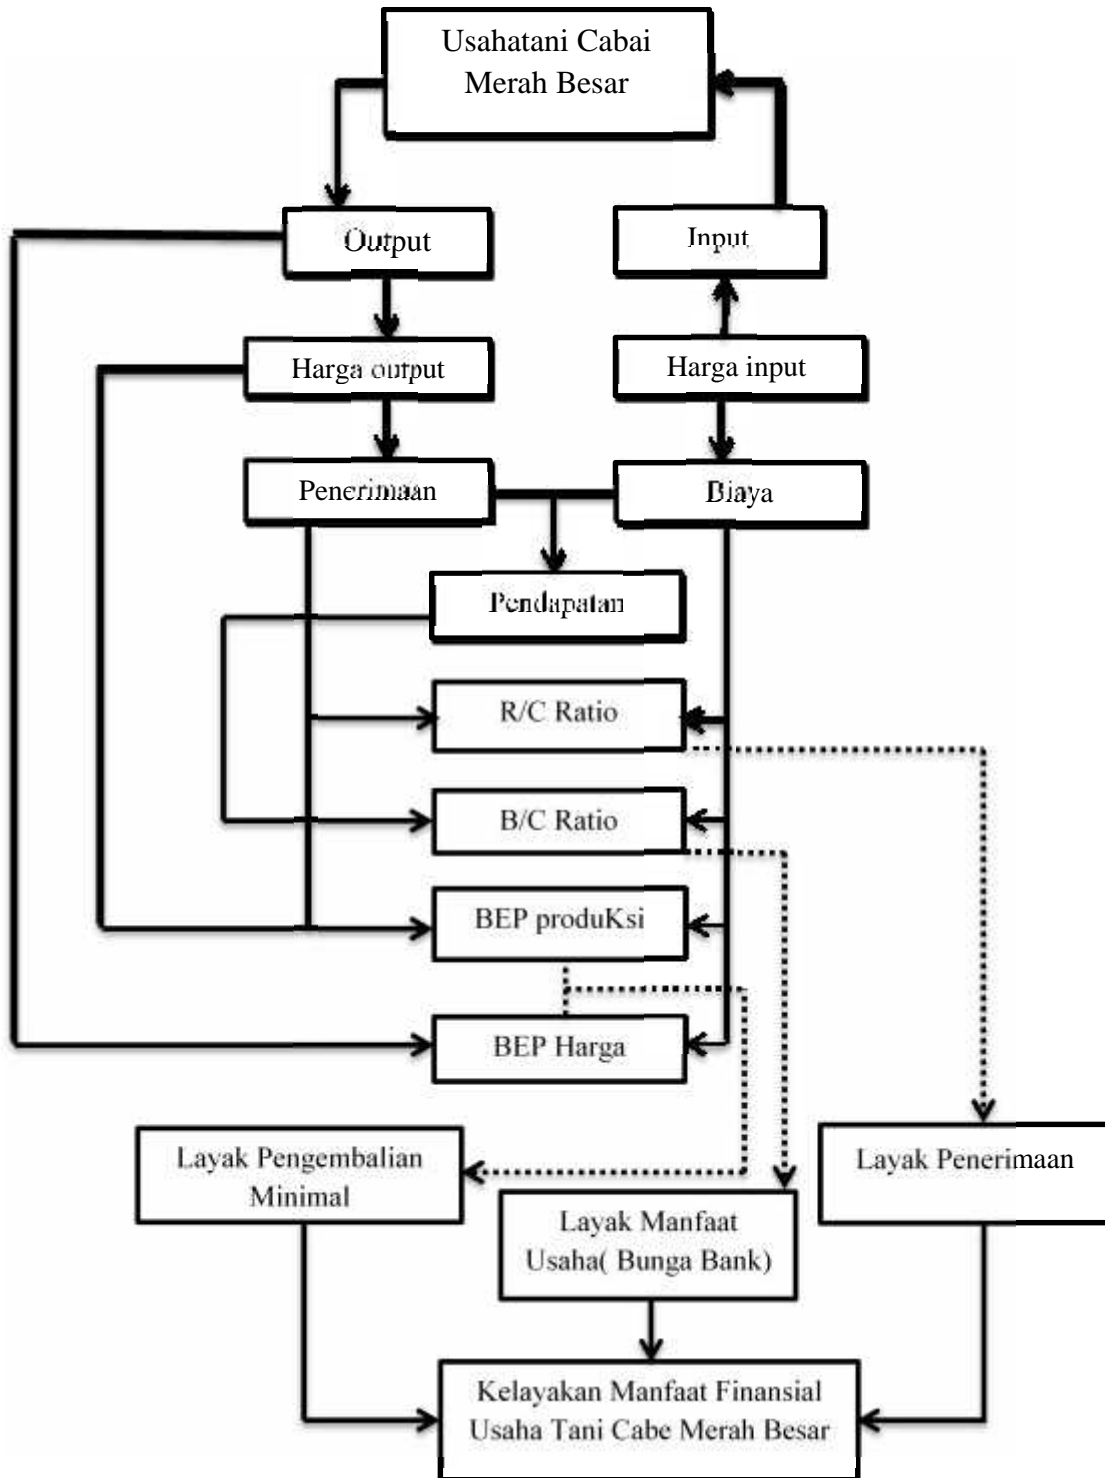 Usahatani Cabai
Merah Besar
Output
Input
Harga output
Harga input
Penerimaan
Biaya
Pendapatan
R/C Ratio
B/C Ratio
BEP produKsi
BEP Harga
Layak Pengembalian
Minimal
Layak Penerimaan
Layak Manfaat
Usaha( Bunga Bank)
Kelayakan Manfaat Finansial
Usaha Tani Cabe Merah Besar